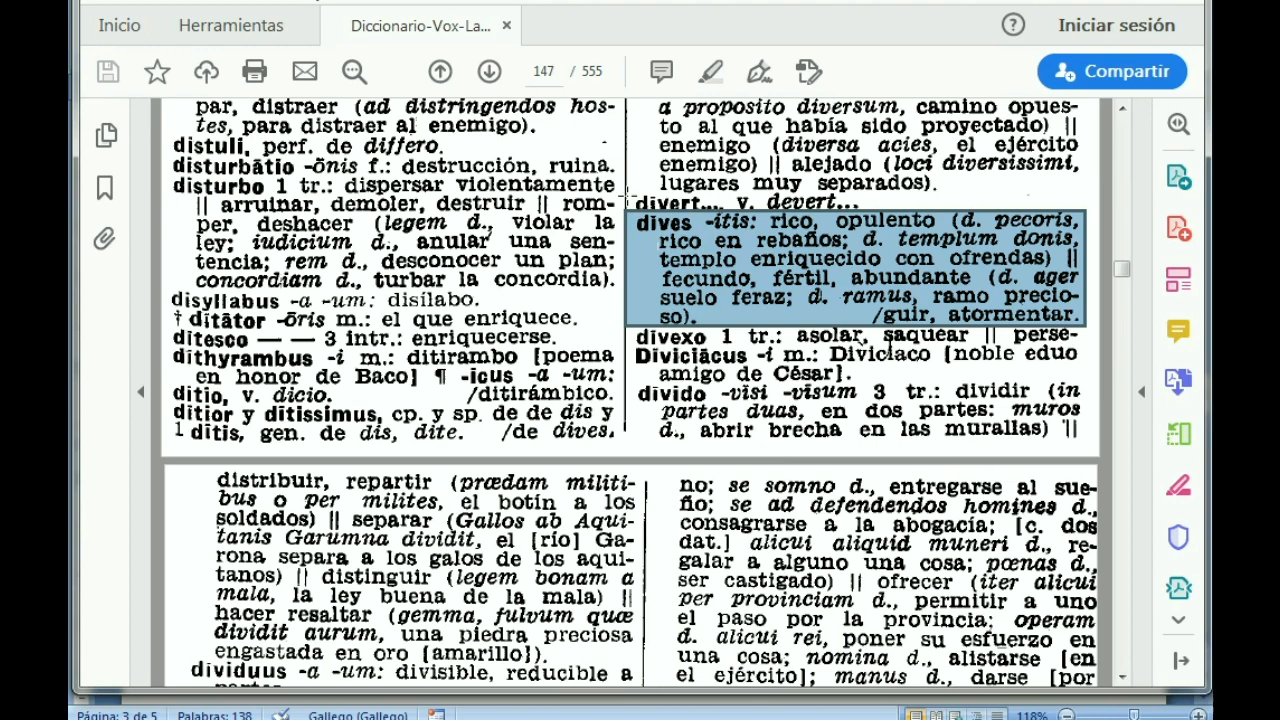 Inicio
Herramientas
Diccionario-Vox-La... ×
Iniciar sesión
147 / 555
Compartir
par, distraer (ad distringendos hos-
tes, para distraer al enemigo).
distuli, perf. de differo.
disturbātio -ōnis f.: destrucción, ruina.
disturbo 1 tr.: dispersar violentamente
|| arruinar, demoler, destruir || rom-
per, deshacer (legem d., violar la
ley; iudicium d., anular una sen-
tencia; rem d., desconocer un plan;
concordiam d., turbar la concordia).
disyllabus -a -um: disílabo.
† ditātor -ōris m.: el que enriquece.
ditesco — — 3 intr.: enriquecerse.
dithyrambus -i m.: ditirambo [poema
en honor de Baco] ¶ -icus -a -um:
ditio, v. dicio. /ditirámbico.
ditior y ditissimus, cp. y sp. de de dis y
1 ditis, gen. de dis, dite. /de dives.
a proposito diversum, camino opues-
to al que había sido proyectado) ||
enemigo (diversa acies, el ejército
enemigo) || alejado (loci diversissimi,
lugares muy separados).
divert..., v. devert...
dives -itis: rico, opulento (d. pecoris,
rico en rebaños; d. templum donis,
templo enriquecido con ofrendas) ||
fecundo, fértil, abundante (d. ager
suelo feraz; d. ramus, ramo precio-
so). /guir, atormentar.
divexo 1 tr.: asolar, saquear || perse-
Diviciācus -i m.: Diviciaco [noble eduo
amigo de César].
divido -vīsi -vīsum 3 tr.: dividir (in
partes duas, en dos partes: muros
d., abrir brecha en las murallas) ||
distribuir, repartir (prædam militi-
bus o per milites, el botín a los
soldados) || separar (Gallos ab Aqui-
tanis Garumna dividit, el [río] Ga-
rona separa a los galos de los aqui-
tanos) || distinguir (legem bonam a
mala, la ley buena de la mala) ||
hacer resaltar (gemma, fulvum quæ
dividit aurum, una piedra preciosa
engastada en oro [amarillo]).
dividuus -a -um: divisible, reducible a
no; se somno d., entregarse al sue-
ño; se ad defendendos homines d.,
consagrarse a la abogacía; [c. dos
dat.] alicui aliquid muneri d., re-
galar a alguno una cosa; pœnas d.,
ser castigado) || ofrecer (iter alicui
per provinciam d., permitir a uno
el paso por la provincia; operam
d. alicui rei, poner su esfuerzo en
una cosa; nomina d., alistarse [en
el ejército]; manus d., darse [por
Página: 3 de 5
Palabras: 138
Gallego (Gallego)
118%